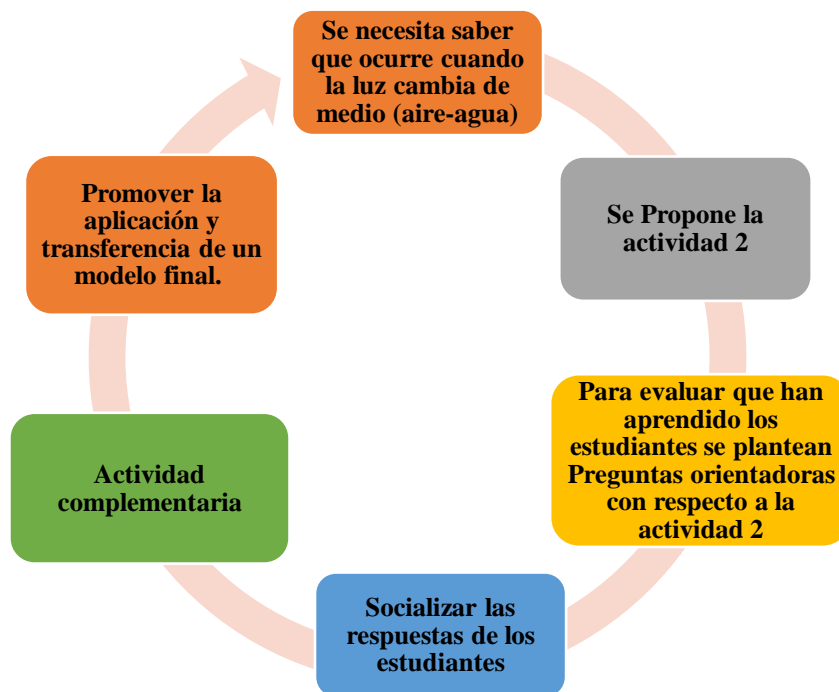 Se necesita saber
que ocurre cuando
la luz cambia de
medio (aire-agua)
Se Propone la
actividad 2
Para evaluar que han
aprendido los
estudiantes se plantean
Preguntas orientadoras
con respecto a la
actividad 2
Socializar las
respuestas de los
estudiantes
Actividad
complementaria
Promover la
aplicación y
transferencia de un
modelo final.